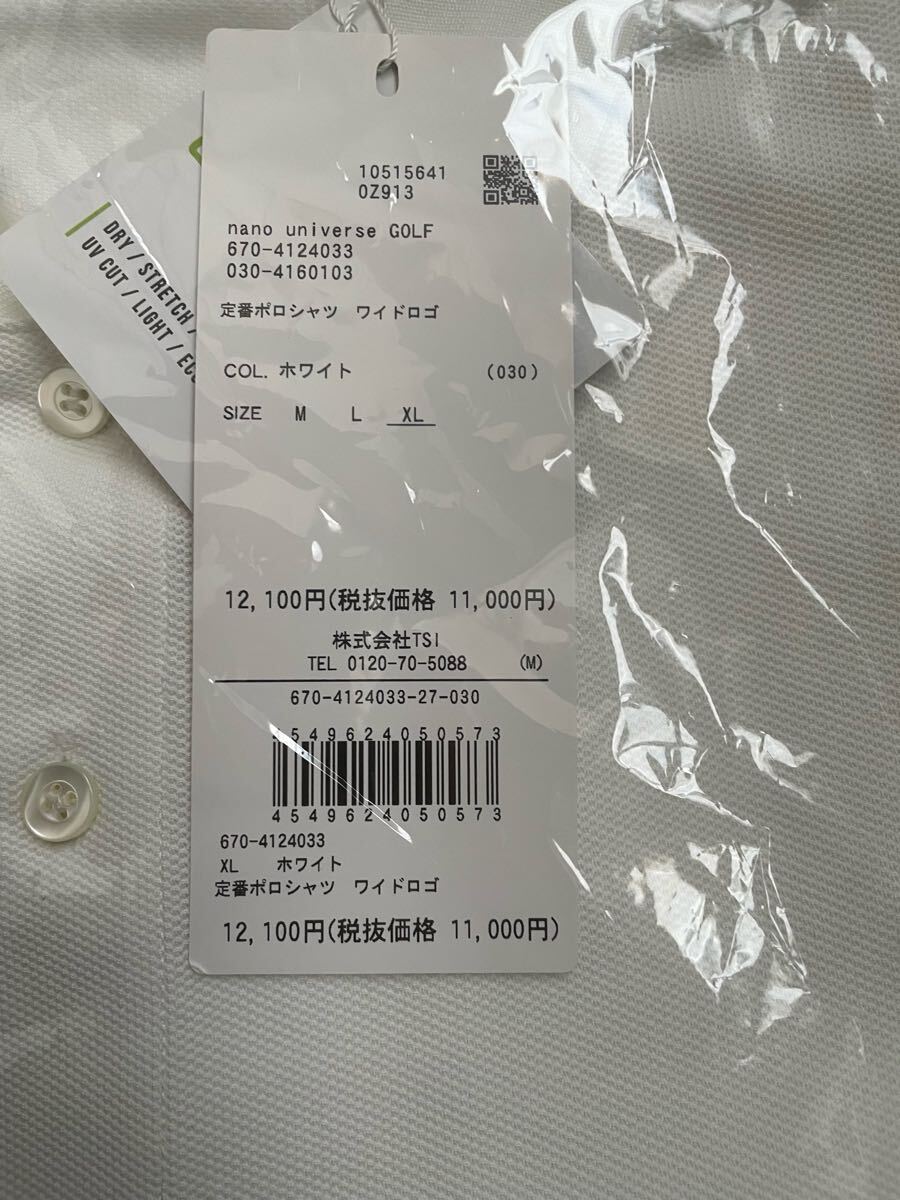 10515641
0Z913
nano universe GOLF
670-4124033
030-4160103
定番ポロシャツ ワイドロゴ
COL. ホワイト (030)
SIZE M L XL
12,100円(税抜価格 11,000円)
株式会社TSI
TEL 0120-70-5088 (M)
670-4124033-27-030
4549624050573
4549624050573
670-4124033
XL ホワイト
定番ポロシャツ ワイドロゴ
12,100円(税抜価格 11,000円)
DRY / STRETCH /
UV CUT / LIGHT /